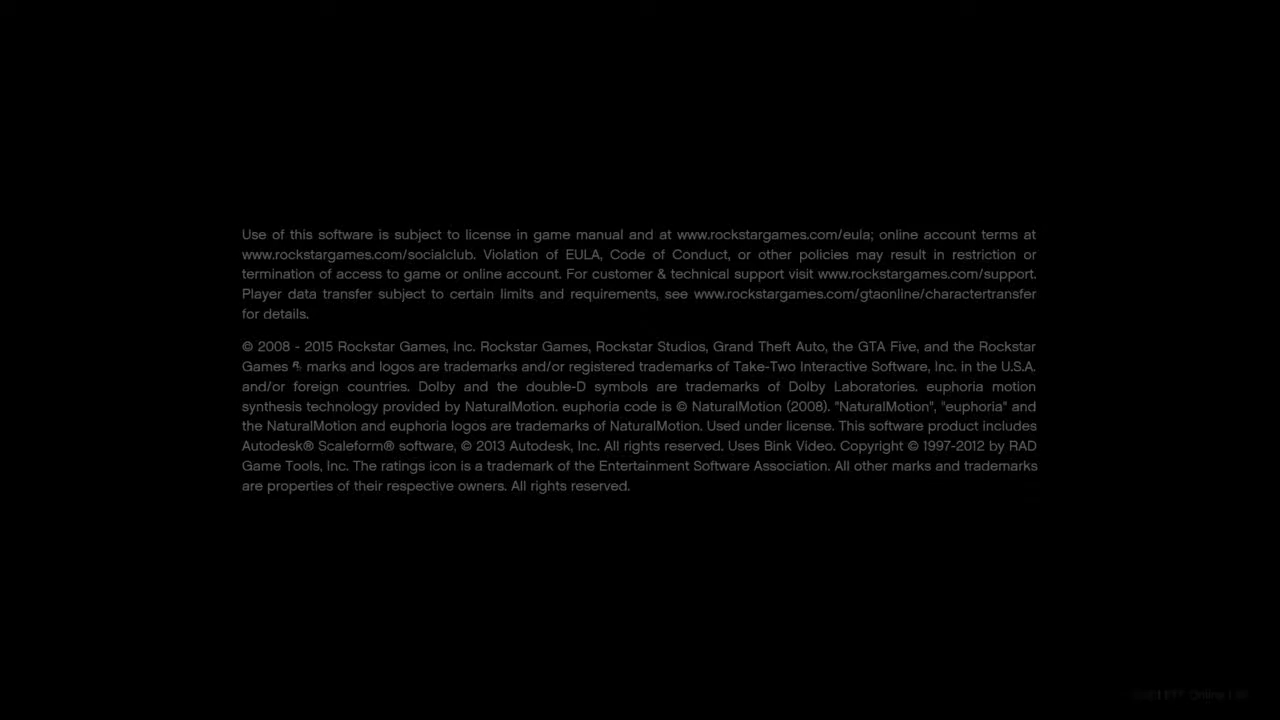 Use of this software is subject to license in game manual and at www.rockstargames.com/eula; online account terms at
www.rockstargames.com/socialclub. Violation of EULA, Code of Conduct, or other policies may result in restriction or
termination of access to game or online account. For customer & technical support visit www.rockstargames.com/support.
Player data transfer subject to certain limits and requirements, see www.rockstargames.com/gtaonline/charactertransfer
for details.
© 2008 - 2015 Rockstar Games, Inc. Rockstar Games, Rockstar Studios, Grand Theft Auto, the GTA Five, and the Rockstar
Games R* marks and logos are trademarks and/or registered trademarks of Take-Two Interactive Software, Inc. in the U.S.A.
and/or foreign countries. Dolby and the double-D symbols are trademarks of Dolby Laboratories. euphoria motion
synthesis technology provided by NaturalMotion. euphoria code is © NaturalMotion (2008). "NaturalMotion", "euphoria" and
the NaturalMotion and euphoria logos are trademarks of NaturalMotion. Used under license. This software product includes
Autodesk® Scaleform® software, © 2013 Autodesk, Inc. All rights reserved. Uses Bink Video. Copyright © 1997-2012 by RAD
Game Tools, Inc. The ratings icon is a trademark of the Entertainment Software Association. All other marks and trademarks
are properties of their respective owners. All rights reserved.
Online